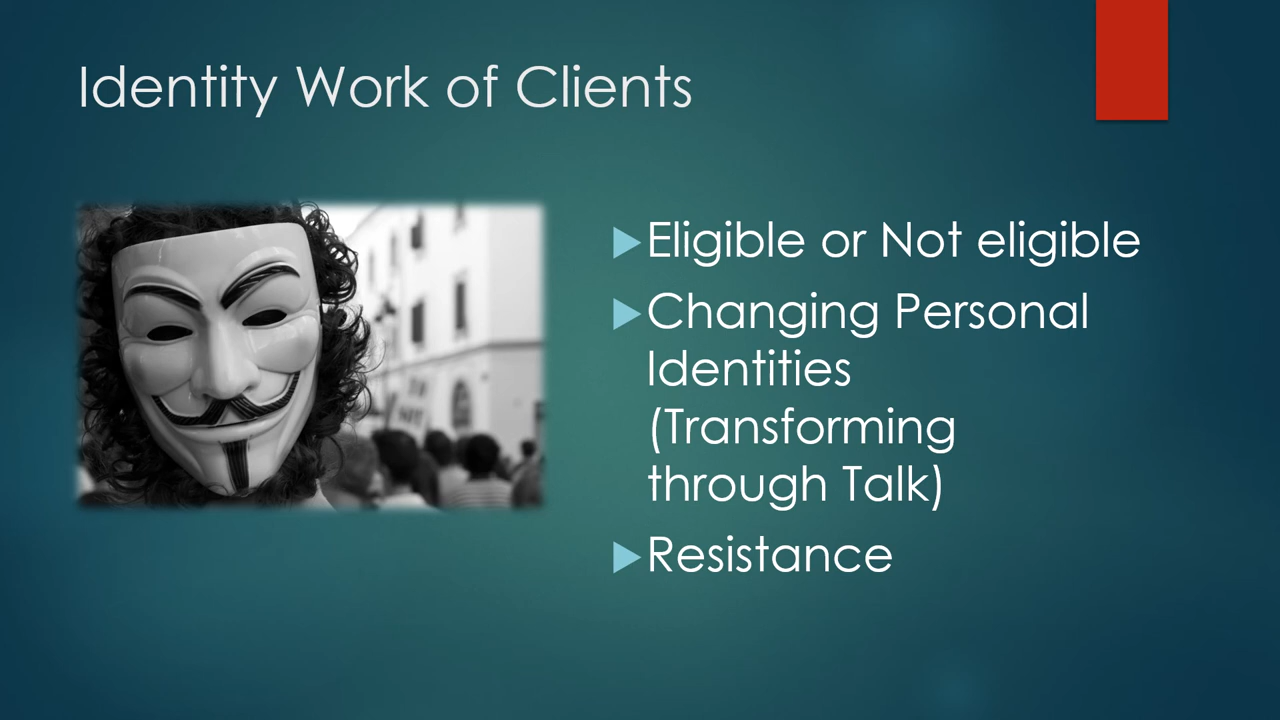 Identity Work of Clients
Eligible or Not eligible
Changing Personal
Identities
(Transforming
through Talk)
Resistance